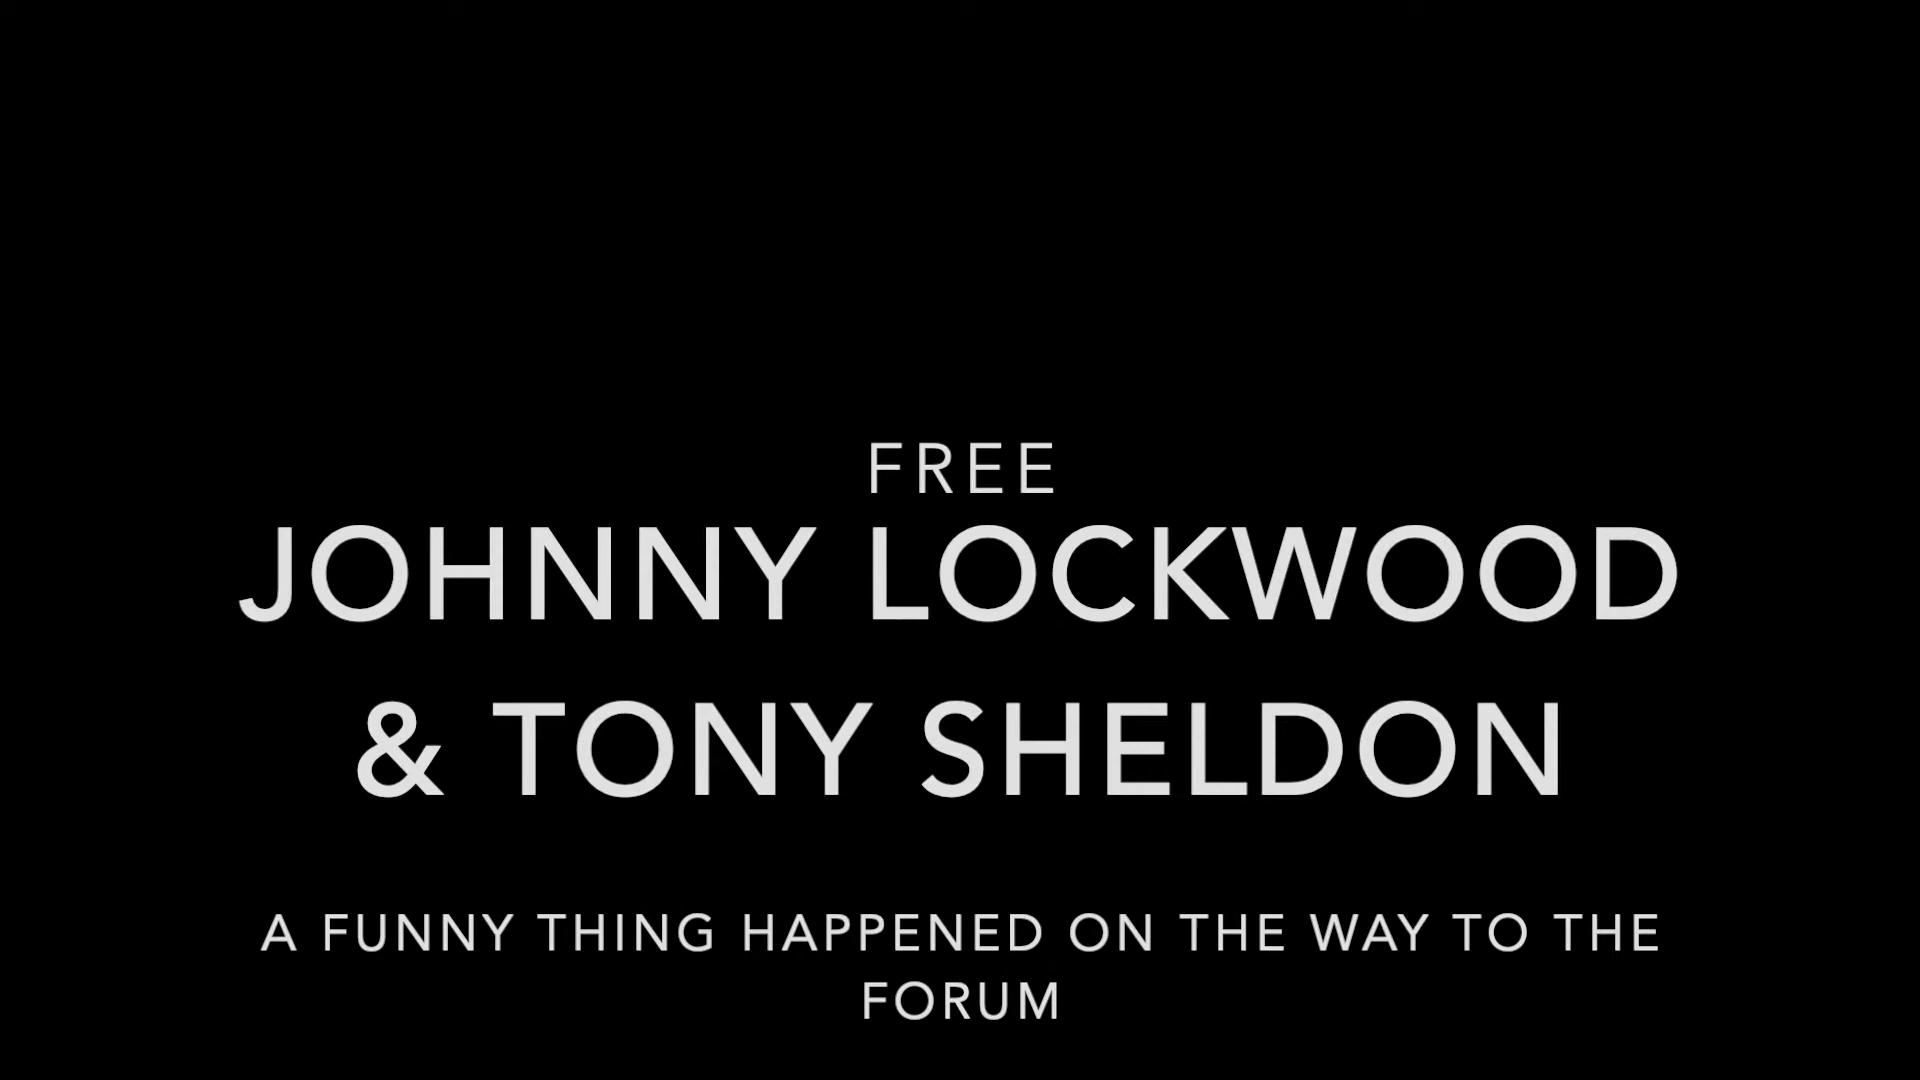 FREE
JOHNNY LOCKWOOD
& TONY SHELDON
A FUNNY THING HAPPENED ON THE WAY TO THE
FORUM